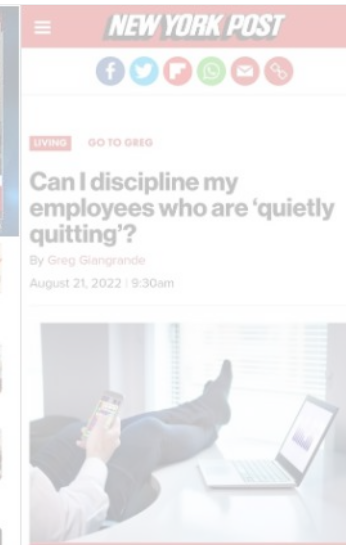 NEW YORK POST
LIVING GO TO GREG
Can I discipline my
employees who are ‘quietly
quitting’?
By Greg Giangrande
August 21, 2022 | 9:30am